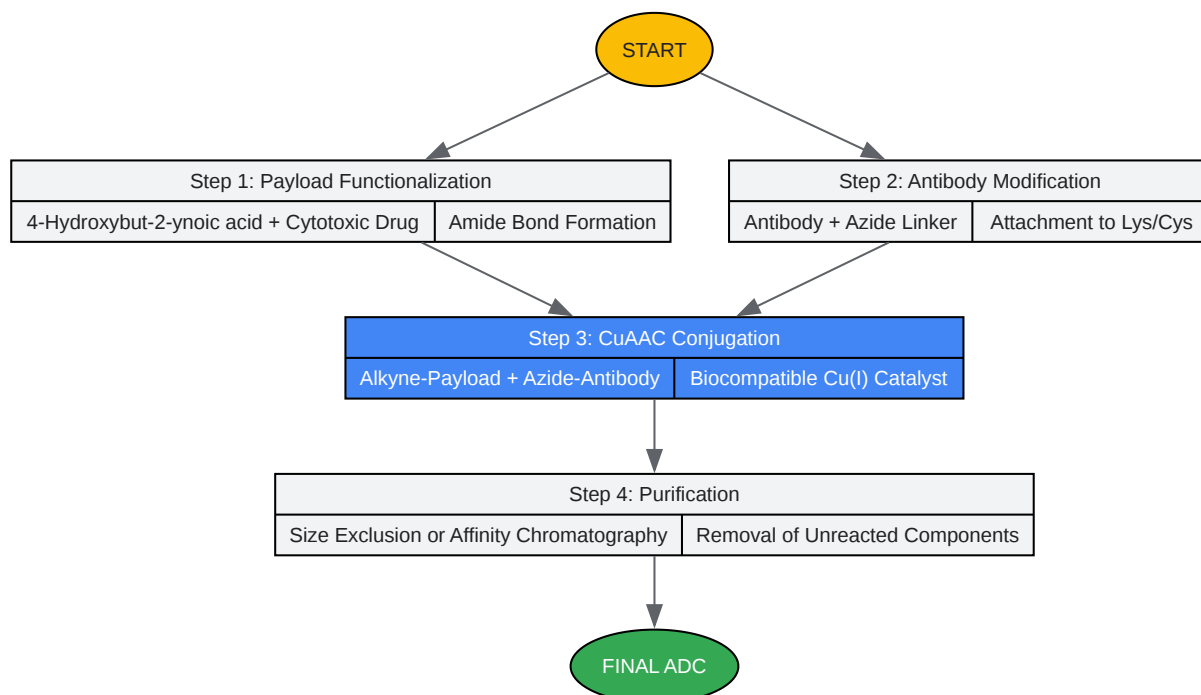 START
Step 1: Payload Functionalization
4-Hydroxybut-2-ynoic acid + Cytotoxic Drug
Amide Bond Formation
Step 2: Antibody Modification
Antibody + Azide Linker
Attachment to Lys/Cys
Step 3: CuAAC Conjugation
Alkyne-Payload + Azide-Antibody
Biocompatible Cu(I) Catalyst
Step 4: Purification
Size Exclusion or Affinity Chromatography
Removal of Unreacted Components
FINAL ADC